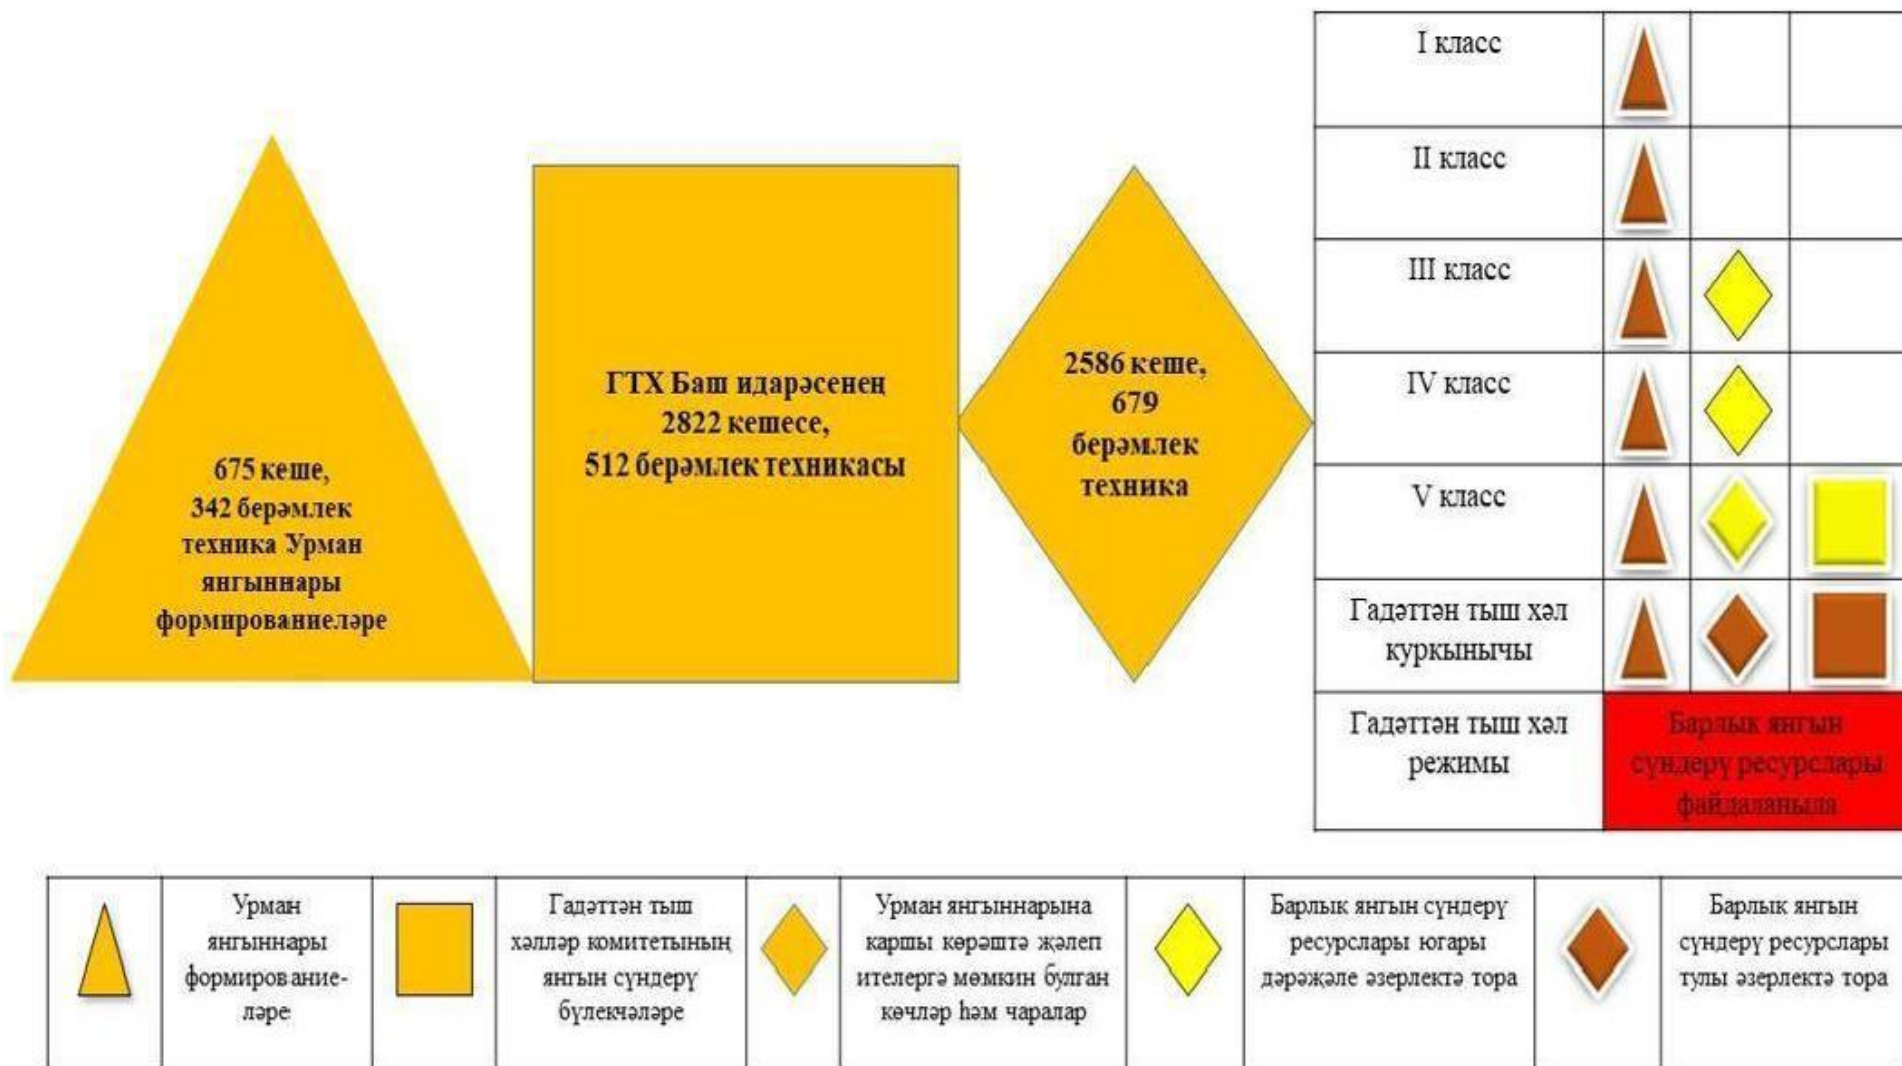 675 кеше,
342 берәмлек
техника Урман
янгыннары
формированиеләре
ГТХ Баш идарәсенең
2822 кешесе,
512 берәмлек техникасы
2586 кеше,
679
берәмлек
техника
I класс
II класс
III класс
IV класс
V класс
Гадәттән тыш хәл
куркынычы
Гадәттән тыш хәл
режимы
Барлык янгын
сүндерү ресурслары
файдаланыла
Урман
янгыннары
формирование-
ләре
Гадәттән тыш
хәлләр комитетының
янгын сүндерү
бүлекчәләре
Урман янгыннарына
каршы көрәштә җәлеп
ителергә мөмкин булган
көчләр һәм чаралар
Барлык янгын сүндерү
ресурслары югары
дәрәҗәле әзерлектә тора
Барлык янгын
сүндерү ресурслары
тулы әзерлектә тора